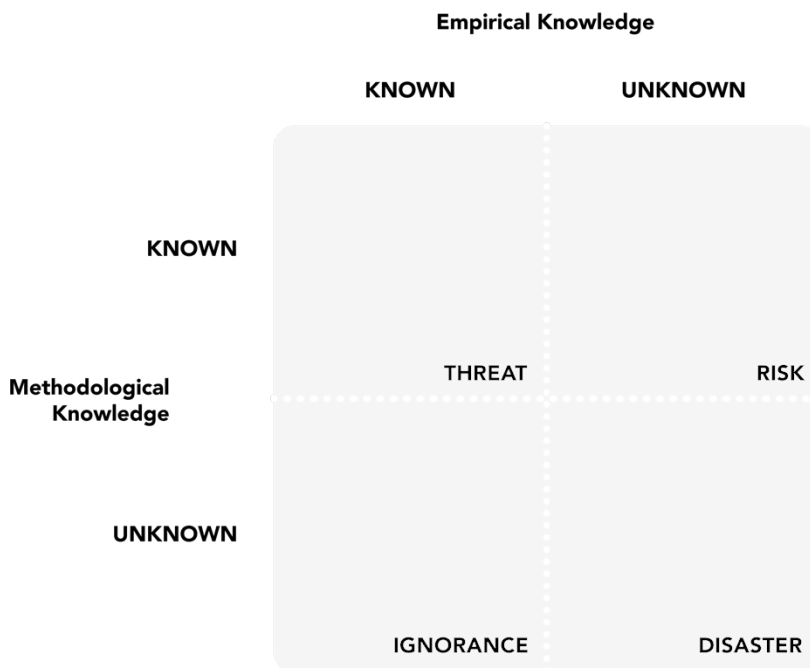 Empirical Knowledge
KNOWN UNKNOWN
KNOWN
THREAT RISK
Methodological
Knowledge
UNKNOWN
IGNORANCE DISASTER